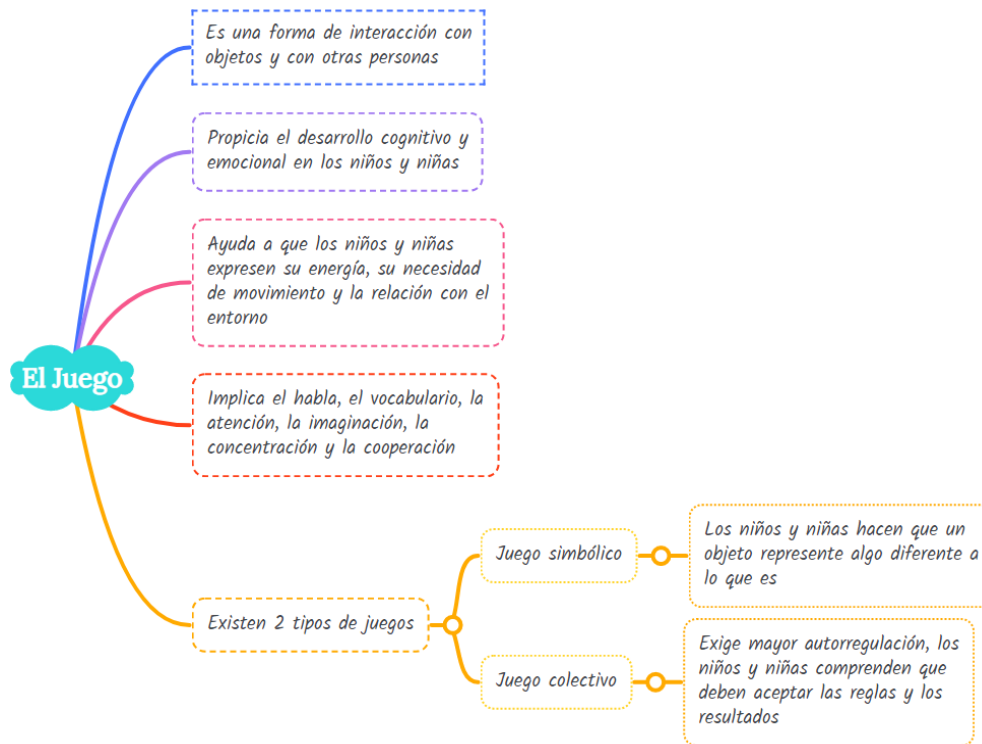 Es una forma de interacción con
objetos y con otras personas
Propicia el desarrollo cognitivo y
emocional en los niños y niñas
Ayuda a que los niños y niñas
expresen su energía, su necesidad
de movimiento y la relación con el
entorno
El Juego
Implica el habla, el vocabulario, la
atención, la imaginación, la
concentración y la cooperación
Existen 2 tipos de juegos
Juego simbólico
Los niños y niñas hacen que un
objeto represente algo diferente a
lo que es
Juego colectivo
Exige mayor autorregulación, los
niños y niñas comprenden que
deben aceptar las reglas y los
resultados